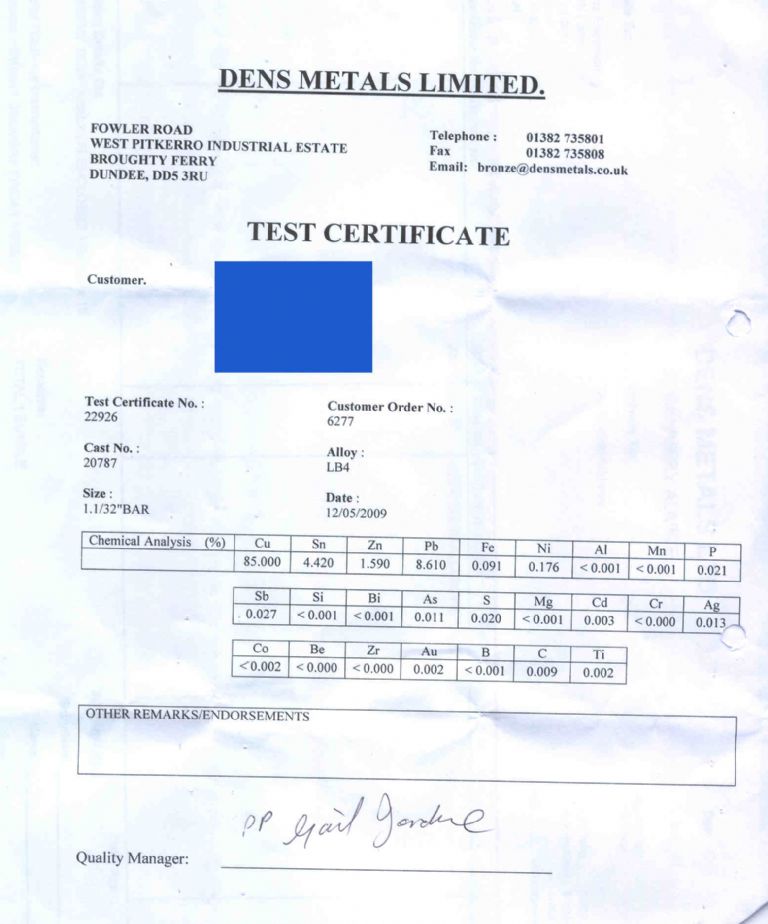 DENS METALS LIMITED.
FOWLER ROAD
WEST PITKERRO INDUSTRIAL ESTATE
BROUGHTY FERRY
DUNDEE, DD5 3RU
Telephone : 01382 735801
Fax 01382 735808
Email: bronze@densmetals.co.uk
TEST CERTIFICATE
Customer.
Test Certificate No. :
22926
Customer Order No. :
6277
Cast No. :
20787
Alloy :
LB4
Size :
1.1/32"BAR
Date :
12/05/2009
Chemical Analysis (%) Cu Sn Zn Pb Fe Ni Al Mn P
85.000 4.420 1.590 8.610 0.091 0.176 <0.001 <0.001 0.021
Sb Si Bi As S Mg Cd Cr Ag
0.027 <0.001 <0.001 0.011 0.020 <0.001 0.003 <0.000 0.013
Co Be Zr Au B C Ti
<0.002 <0.000 <0.000 0.002 <0.001 0.009 0.002
OTHER REMARKS/ENDORSEMENTS
PP Gail
Quality Manager: